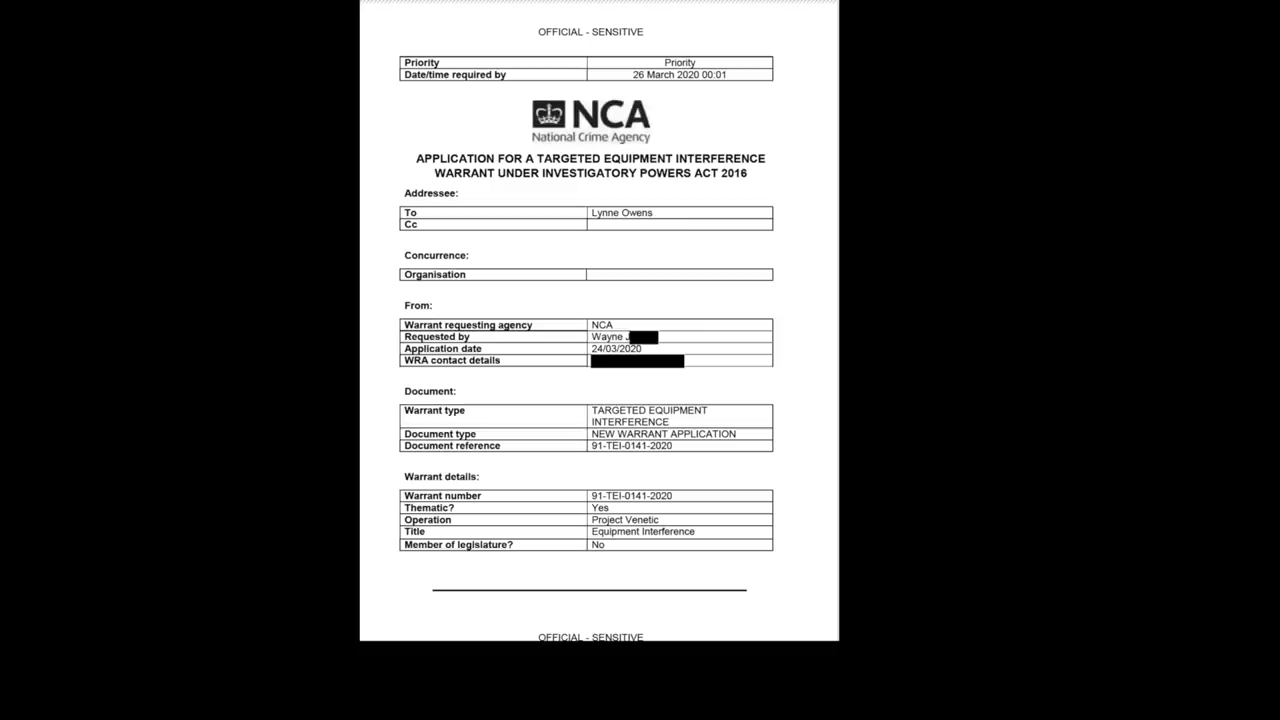 OFFICIAL - SENSITIVE
Priority Priority
Date/time required by 26 March 2020 00:01
NCA
National Crime Agency
APPLICATION FOR A TARGETED EQUIPMENT INTERFERENCE
WARRANT UNDER INVESTIGATORY POWERS ACT 2016
Addressee:
To Lynne Owens
Cc
Concurrence:
Organisation
From:
Warrant requesting agency NCA
Requested by Wayne J
Application date 24/03/2020
WRA contact details
Document:
Warrant type TARGETED EQUIPMENT
INTERFERENCE
Document type NEW WARRANT APPLICATION
Document reference 91-TEI-0141-2020
Warrant details:
Warrant number 91-TEI-0141-2020
Thematic? Yes
Operation Project Venetic
Title Equipment Interference
Member of legislature? No
OFFICIAL - SENSITIVE